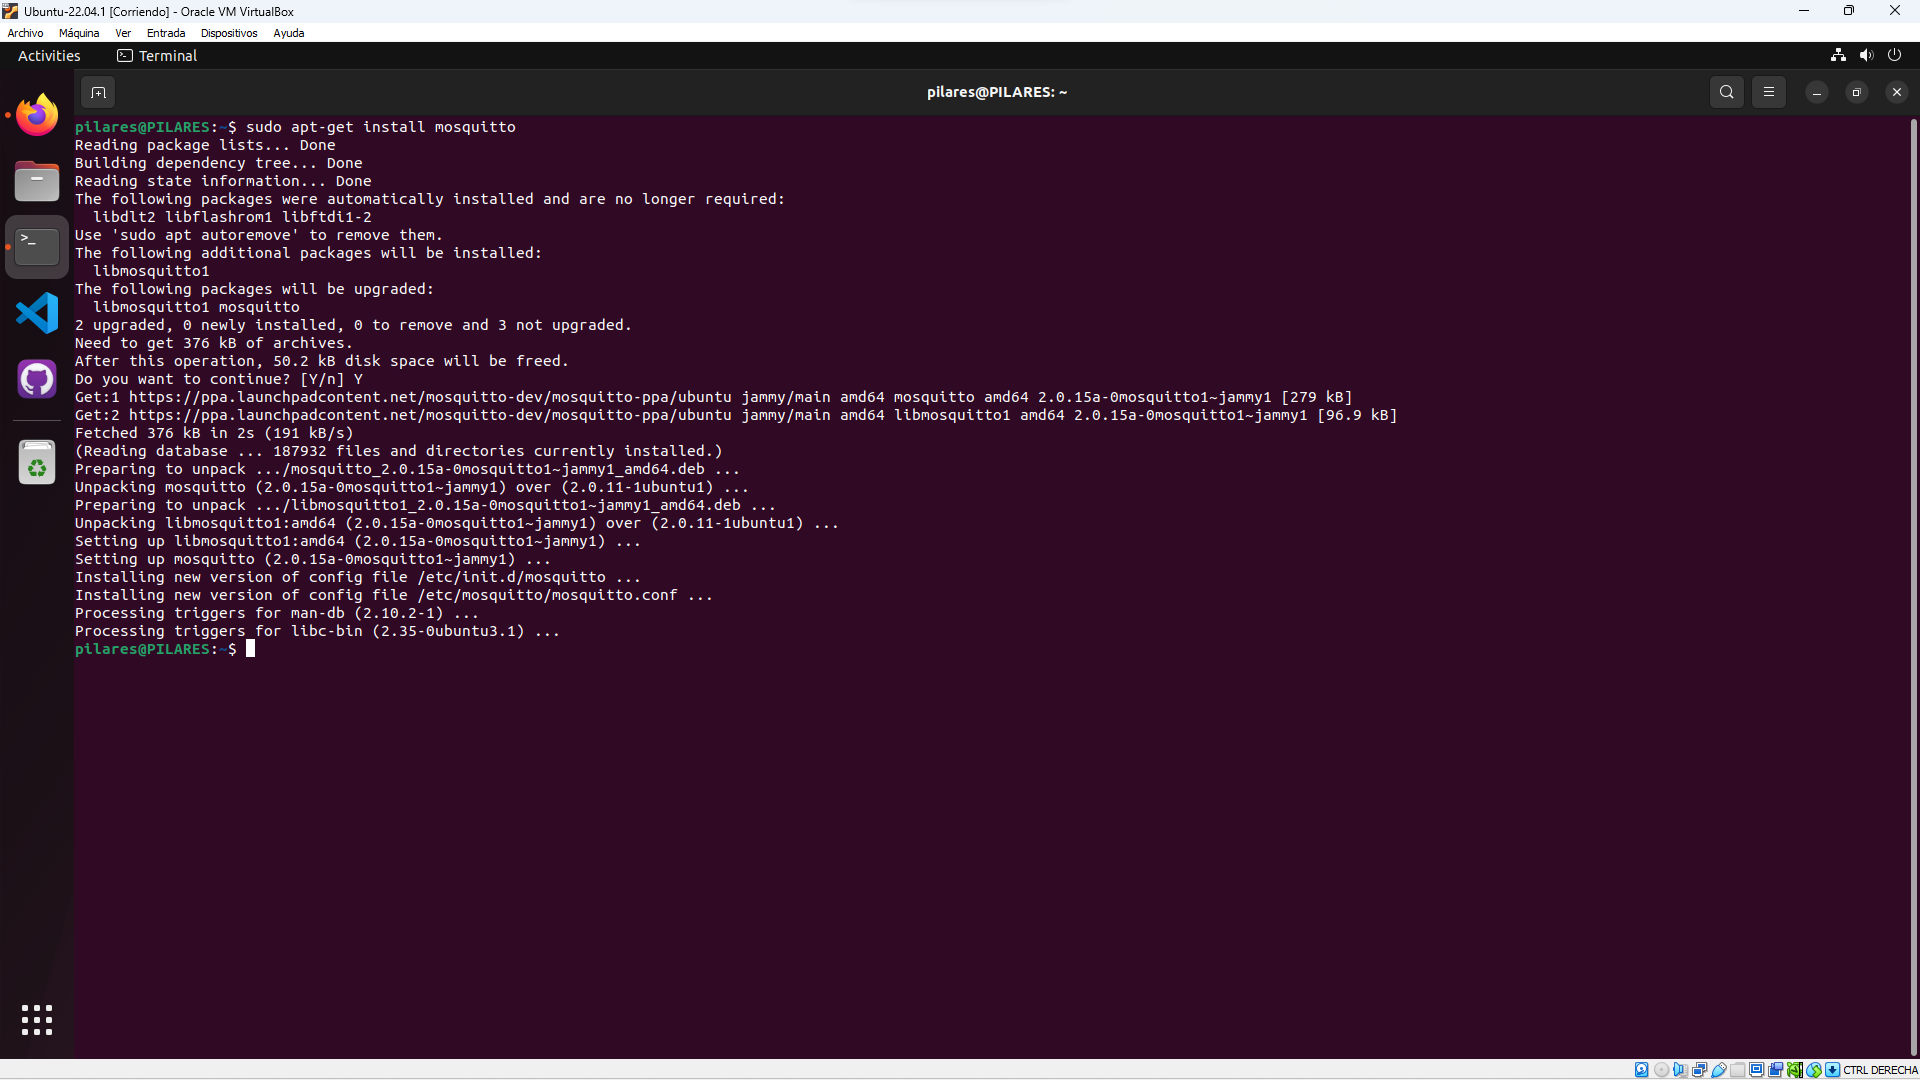 Ubuntu-22.04.1 [Corriendo] - Oracle VM VirtualBox
Archivo Máquina Ver Entrada Dispositivos Ayuda
Activities Terminal
pilares@PILARES: ~
pilares@PILARES:~$ sudo apt-get install mosquitto
Reading package lists... Done
Building dependency tree... Done
Reading state information... Done
The following packages were automatically installed and are no longer required:
  libdlt2 libflashrom1 libftdi1-2
Use 'sudo apt autoremove' to remove them.
The following additional packages will be installed:
  libmosquitto1
The following packages will be upgraded:
  libmosquitto1 mosquitto
2 upgraded, 0 newly installed, 0 to remove and 3 not upgraded.
Need to get 376 kB of archives.
After this operation, 50.2 kB disk space will be freed.
Do you want to continue? [Y/n] Y
Get:1 https://ppa.launchpadcontent.net/mosquitto-dev/mosquitto-ppa/ubuntu jammy/main amd64 mosquitto amd64 2.0.15a-0mosquitto1~jammy1 [279 kB]
Get:2 https://ppa.launchpadcontent.net/mosquitto-dev/mosquitto-ppa/ubuntu jammy/main amd64 libmosquitto1 amd64 2.0.15a-0mosquitto1~jammy1 [96.9 kB]
Fetched 376 kB in 2s (191 kB/s)
(Reading database ... 187932 files and directories currently installed.)
Preparing to unpack .../mosquitto_2.0.15a-0mosquitto1~jammy1_amd64.deb ...
Unpacking mosquitto (2.0.15a-0mosquitto1~jammy1) over (2.0.11-1ubuntu1) ...
Preparing to unpack .../libmosquitto1_2.0.15a-0mosquitto1~jammy1_amd64.deb ...
Unpacking libmosquitto1:amd64 (2.0.15a-0mosquitto1~jammy1) over (2.0.11-1ubuntu1) ...
Setting up libmosquitto1:amd64 (2.0.15a-0mosquitto1~jammy1) ...
Setting up mosquitto (2.0.15a-0mosquitto1~jammy1) ...
Installing new version of config file /etc/init.d/mosquitto ...
Installing new version of config file /etc/mosquitto/mosquitto.conf ...
Processing triggers for man-db (2.10.2-1) ...
Processing triggers for libc-bin (2.35-0ubuntu3.1) ...
pilares@PILARES:~$
CTRL DERECHA